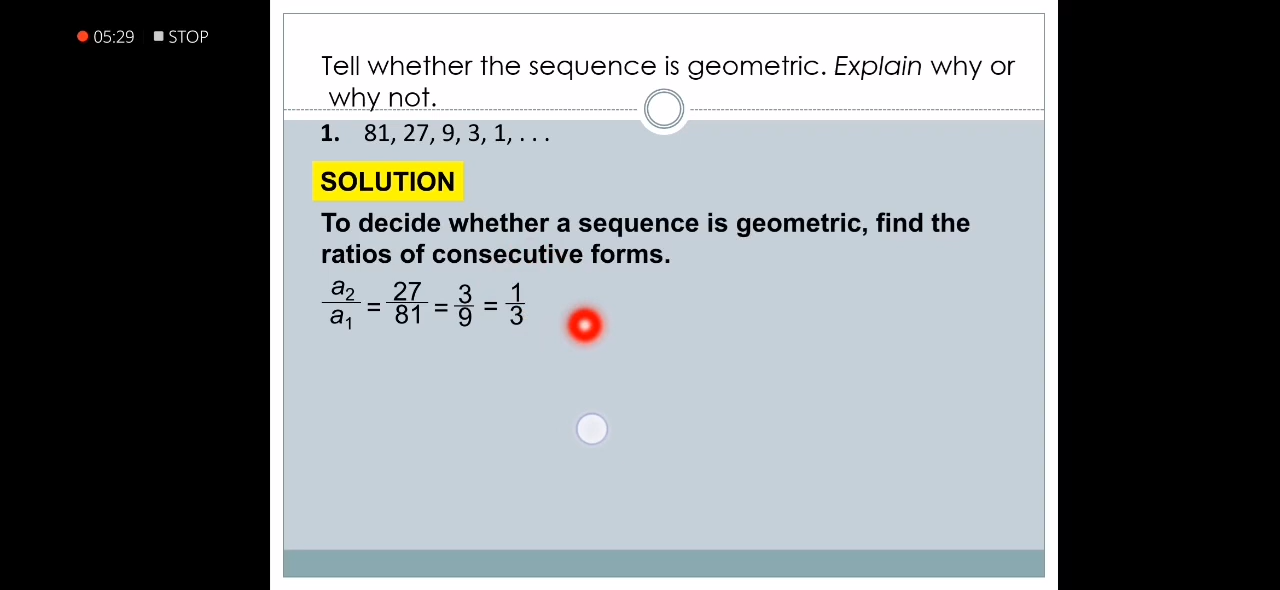 05:29 STOP
Tell whether the sequence is geometric. Explain why or
why not.
1. 81, 27, 9, 3, 1, . . .
SOLUTION
To decide whether a sequence is geometric, find the
ratios of consecutive forms.
a₂/a₁ = 27/81 = 3/9 = 1/3